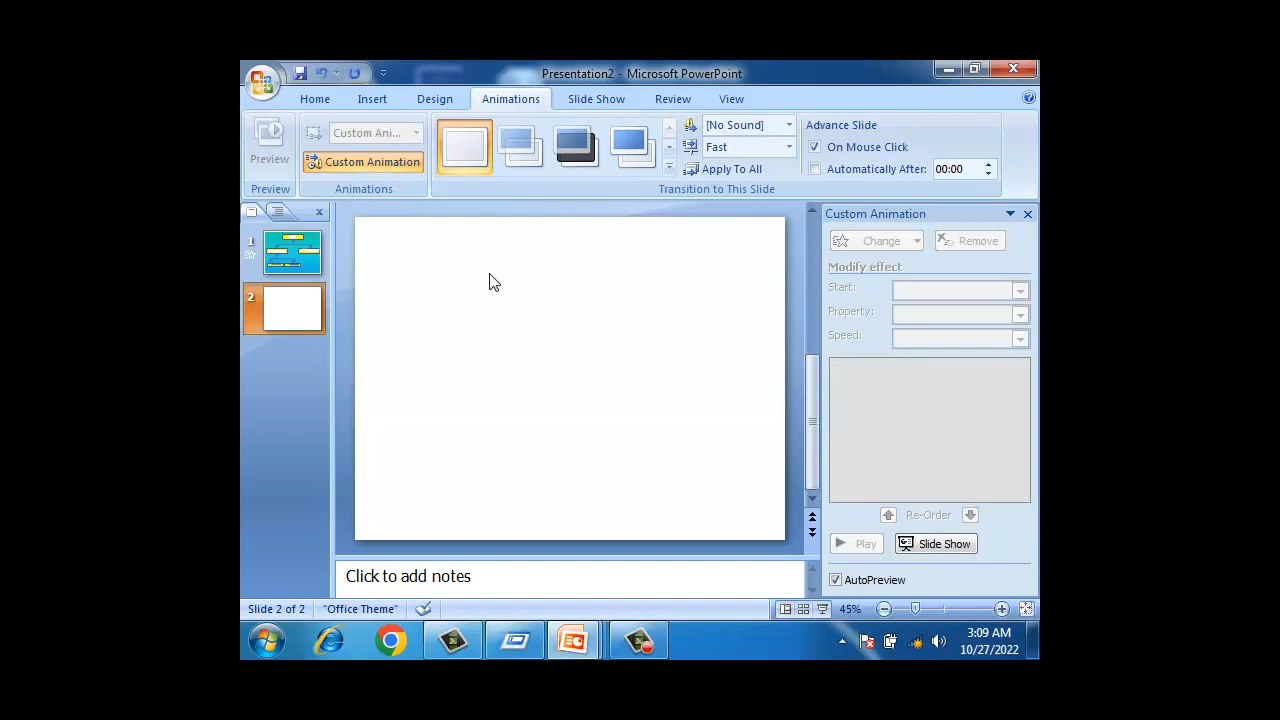 Presentation2 - Microsoft PowerPoint
Home Insert Design Animations Slide Show Review View
Custom Ani... [No Sound] Advance Slide
Preview Custom Animation Fast On Mouse Click
Apply To All Automatically After: 00:00
Preview Animations Transition to This Slide
Custom Animation
1
Change Remove
Modify effect
Start:
2
Property:
Speed:
Re-Order
Play Slide Show
Click to add notes
AutoPreview
Slide 2 of 2 "Office Theme" 45%
3:09 AM
10/27/2022